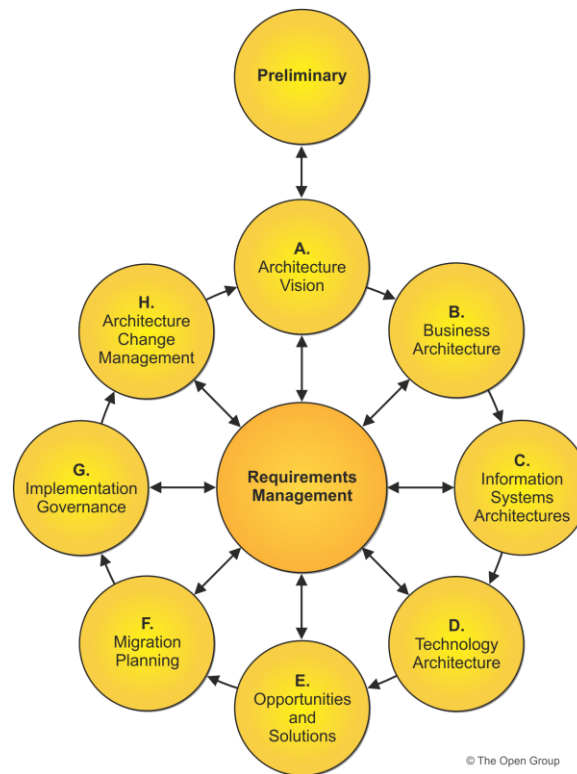 Preliminary
A.
Architecture
Vision
B.
Business
Architecture
C.
Information
Systems
Architectures
D.
Technology
Architecture
E.
Opportunities
and
Solutions
F.
Migration
Planning
G.
Implementation
Governance
H.
Architecture
Change
Management
Requirements
Management
© The Open Group